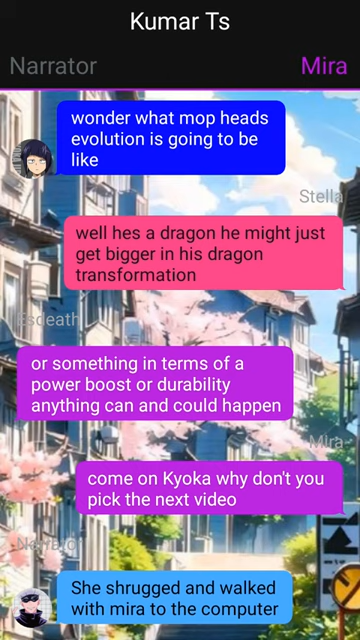 Kumar Ts
Narrator
Mira
wonder what mop heads
evolution is going to be
like
Stella
well hes a dragon he might just
get bigger in his dragon
transformation
Esdeath
or something in terms of a
power boost or durability
anything can and could happen
Mira
come on Kyoka why don't you
pick the next video
Narrator
She shrugged and walked
with mira to the computer